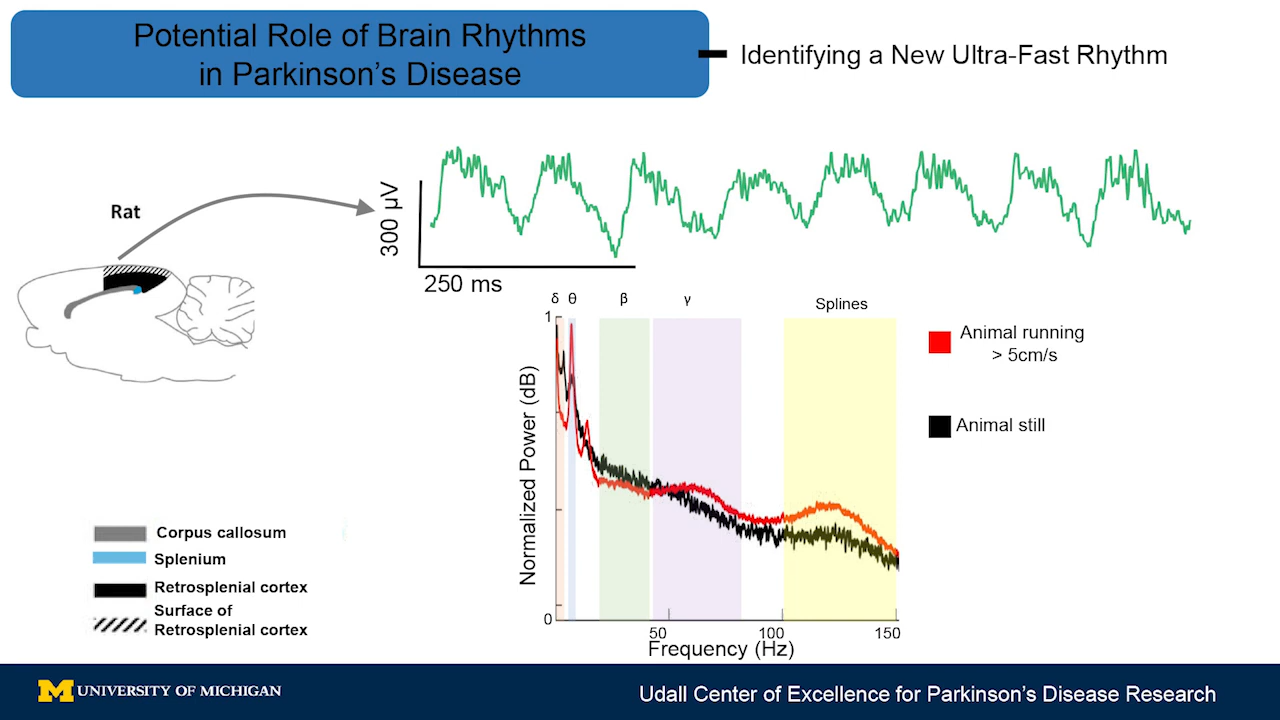 Potential Role of Brain Rhythms
in Parkinson’s Disease
Identifying a New Ultra-Fast Rhythm
Rat
300 µV
250 ms
δ θ β γ Splines
1
0
Normalized Power (dB)
50 100 150
Frequency (Hz)
Animal running
> 5cm/s
Animal still
Corpus callosum
Splenium
Retrosplenial cortex
Surface of
Retrosplenial cortex
M UNIVERSITY OF MICHIGAN
Udall Center of Excellence for Parkinson’s Disease Research